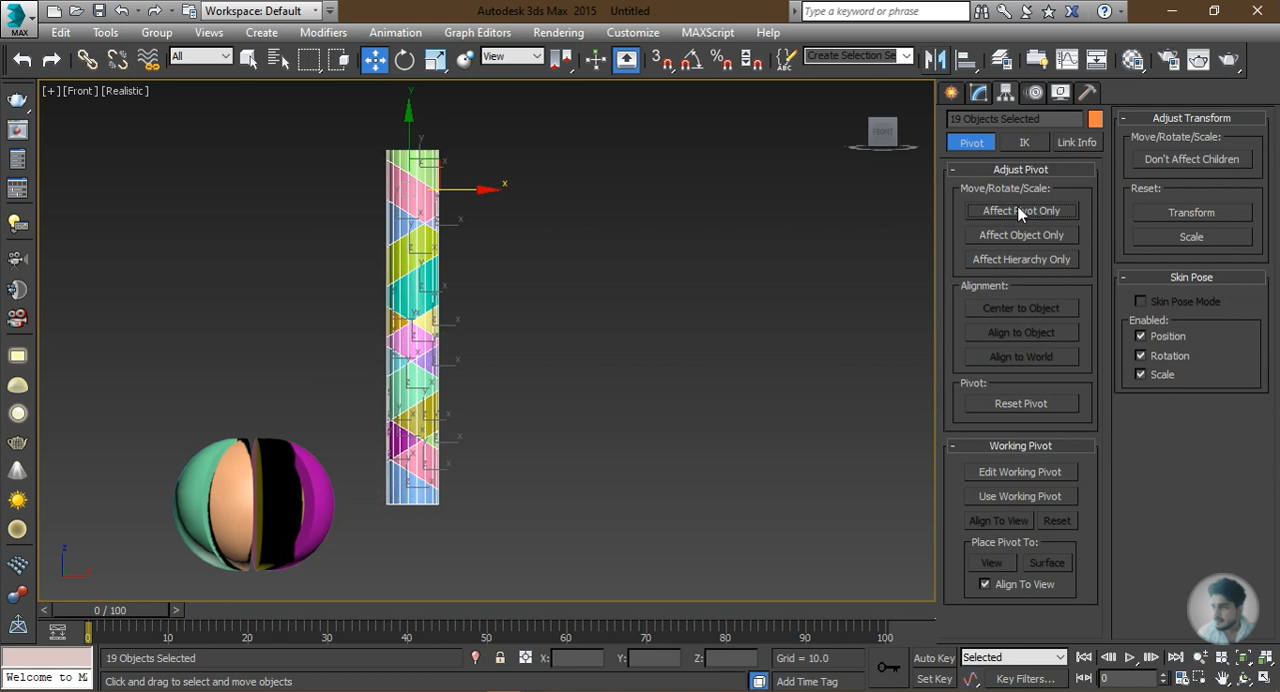 MAX
Workspace: Default
Autodesk 3ds Max 2015 Untitled
Type a keyword or phrase
Edit Tools Group Views Create Modifiers Animation Graph Editors Rendering Customize MAXScript Help
All
View
3
Create Selection Se
[+] [Front] [Realistic]
FRONT
y
x
z
x
19 Objects Selected
Pivot IK Link Info
Adjust Pivot
Move/Rotate/Scale:
Affect Pivot Only
Affect Object Only
Affect Hierarchy Only
Alignment:
Center to Object
Align to Object
Align to World
Pivot:
Reset Pivot
Working Pivot
Edit Working Pivot
Use Working Pivot
Align To View Reset
Place Pivot To:
View Surface
Align To View
Adjust Transform
Move/Rotate/Scale:
Don't Affect Children
Reset:
Transform
Scale
Skin Pose
Skin Pose Mode
Enabled:
Position
Rotation
Scale
< 0 / 100 >
0 10 20 30 40 50 60 70 80 90 100
19 Objects Selected X: Y: Z: Grid = 10.0 Auto Key Selected
Welcome to M Click and drag to select and move objects Add Time Tag Set Key Key Filters... 0